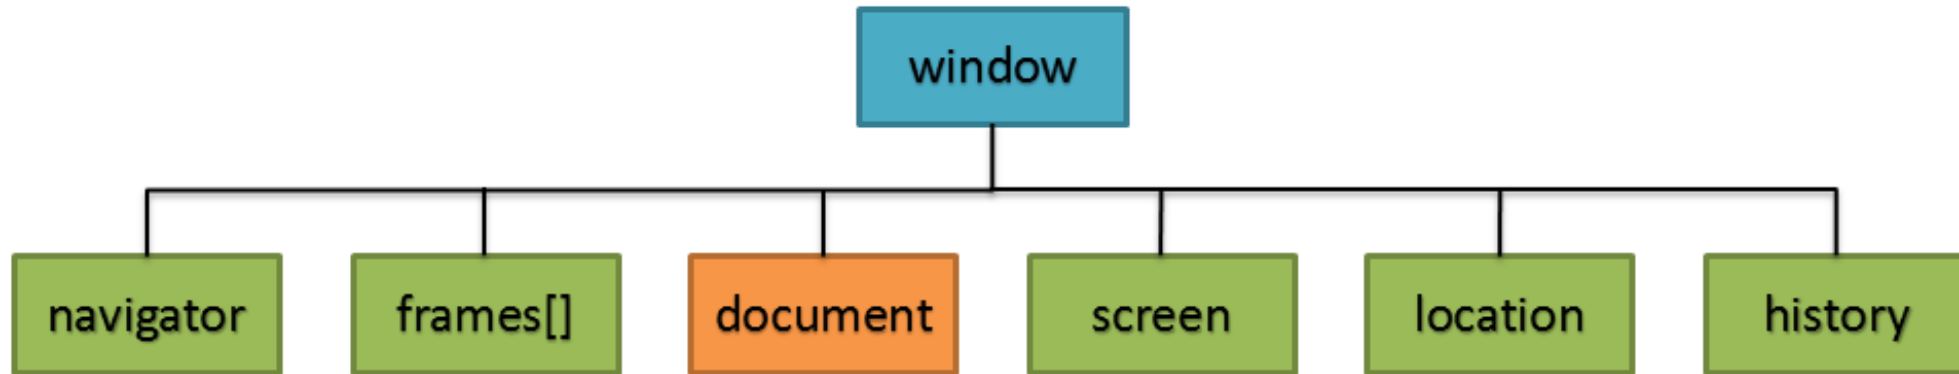 window
navigator
frames[]
document
screen
location
history